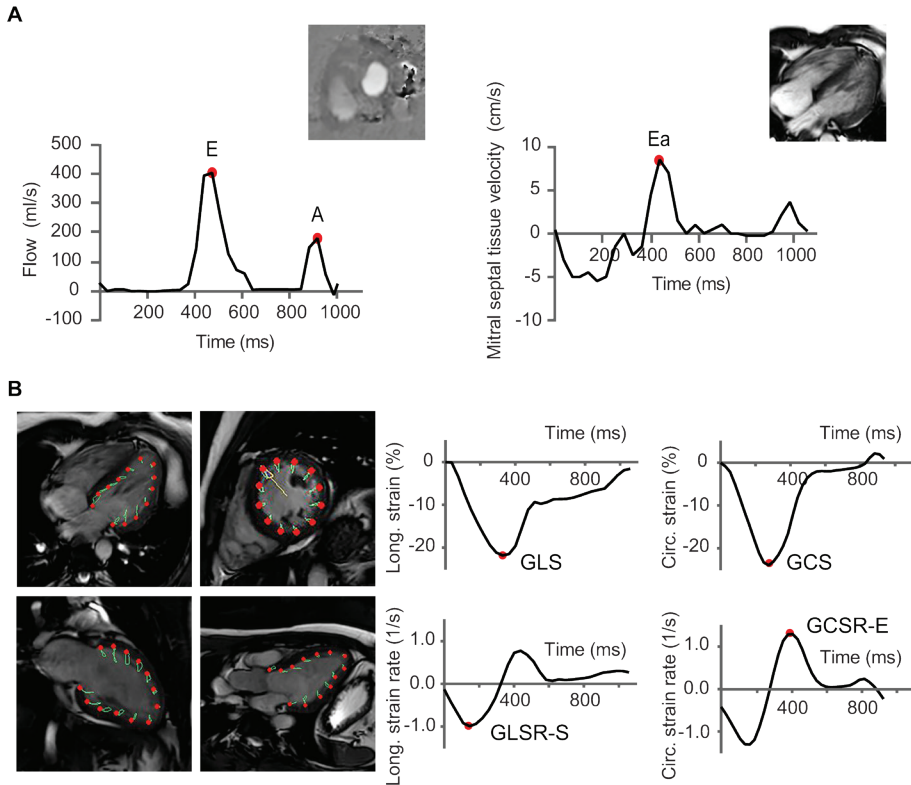 A
E
A
500
400
300
200
100
0
-100
Flow (ml/s)
200 400 600 800 1000
Time (ms)
Ea
10
5
0
-5
-10
Mitral septal tissue velocity (cm/s)
200 400 600 800 1000
Time (ms)
B
Time (ms)
0
-10
-20
Long. strain (%)
400 800
GLS
Time (ms)
0
-10
-20
Circ. strain (%)
400 800
GCS
1.0
0.0
-1.0
Long. strain rate (1/s)
Time (ms)
400 800
GLSR-S
GCSR-E
1.0
0.0
-1.0
Circ. strain rate (1/s)
Time (ms)
400 800